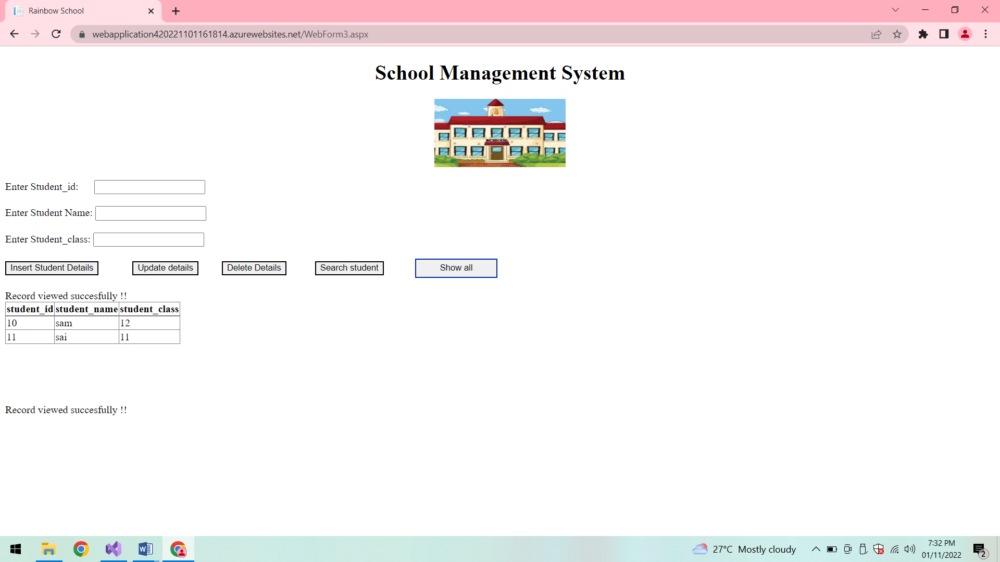 Rainbow School
webapplication420221101161814.azurewebsites.net/WebForm3.aspx
School Management System
SCHOOL
Enter Student_id:
Enter Student Name:
Enter Student_class:
Insert Student Details Update details Delete Details Search student Show all
Record viewed succesfully !!
student_id student_name student_class
10 sam 12
11 sai 11
Record viewed succesfully !!
27°C Mostly cloudy
7:32 PM
01/11/2022
2